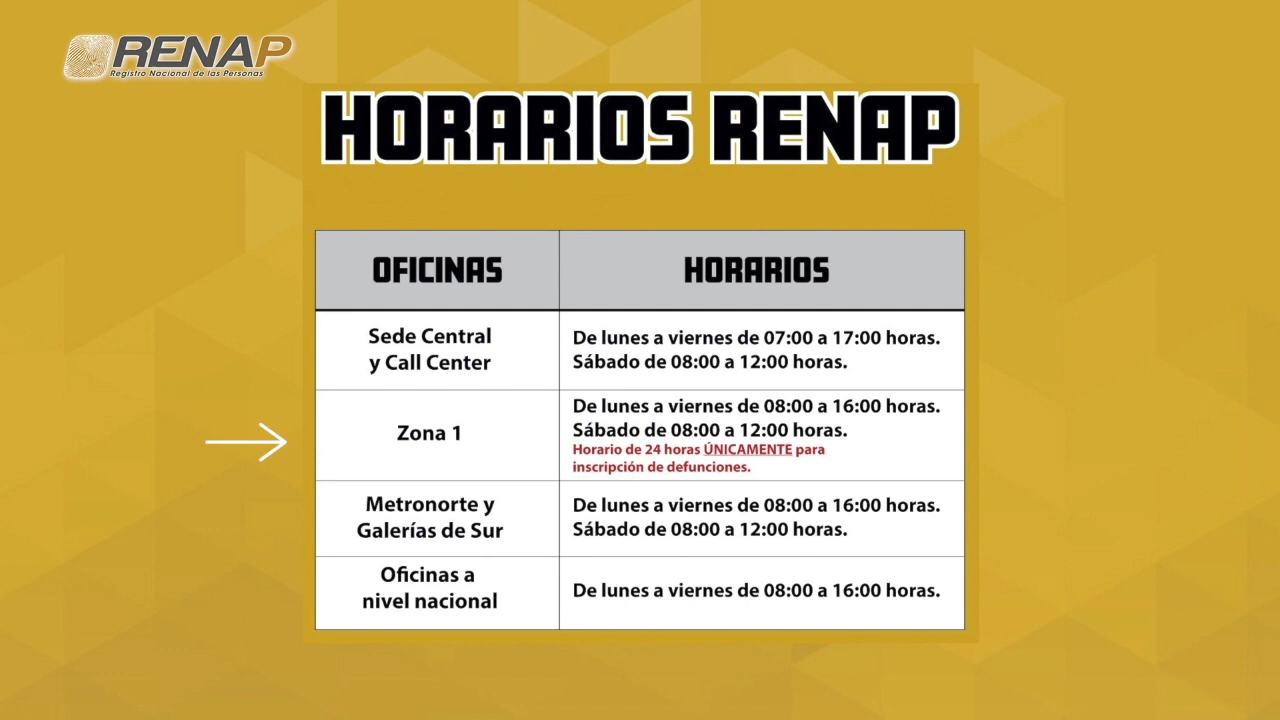 RENAP
Registro Nacional de las Personas
HORARIOS RENAP
OFICINAS
HORARIOS
Sede Central
y Call Center
De lunes a viernes de 07:00 a 17:00 horas.
Sábado de 08:00 a 12:00 horas.
Zona 1
De lunes a viernes de 08:00 a 16:00 horas.
Sábado de 08:00 a 12:00 horas.
Horario de 24 horas ÚNICAMENTE para
inscripción de defunciones.
Metronorte y
Galerías de Sur
De lunes a viernes de 08:00 a 16:00 horas.
Sábado de 08:00 a 12:00 horas.
Oficinas a
nivel nacional
De lunes a viernes de 08:00 a 16:00 horas.